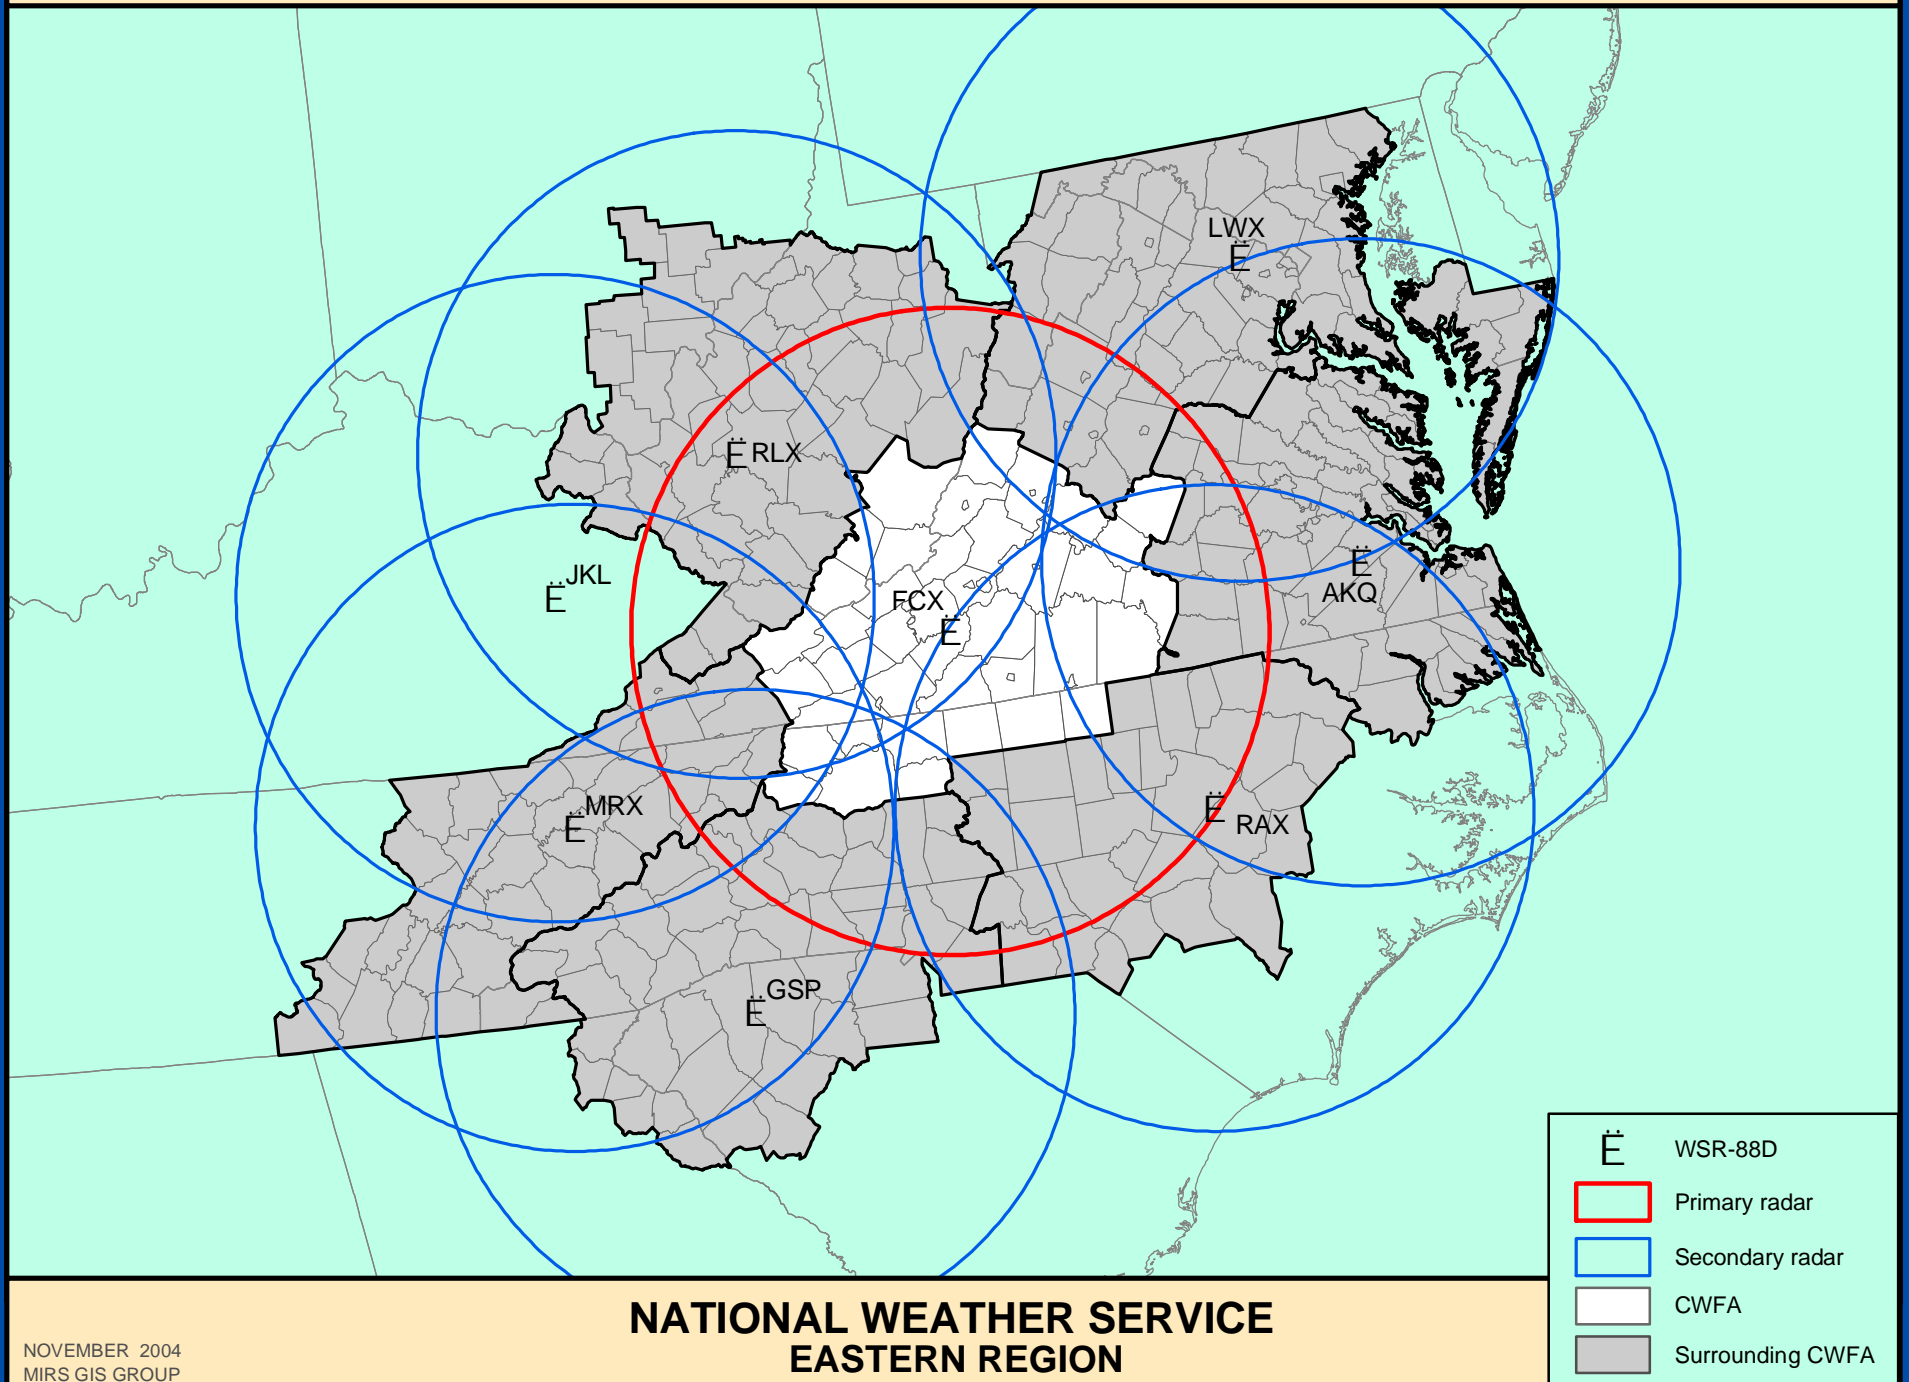 LWX
Ë
Ë RLX
JKL
Ë
FCX
Ë
Ë
AKQ
MRX
Ë
Ë
RAX
GSP
Ë
Ë WSR-88D
Primary radar
Secondary radar
CWFA
Surrounding CWFA
NATIONAL WEATHER SERVICE
EASTERN REGION
NOVEMBER 2004
MIRS GIS GROUP